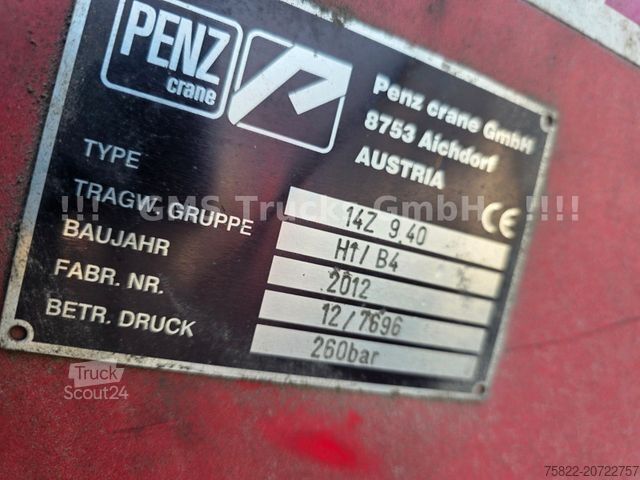 PENZ
crane
Penz crane GmbH
8753 Aichdorf
AUSTRIA
TYPE 14Z 9.40
TRAGW. GRUPPE H1/B4
BAUJAHR 2012
FABR. NR. 12/7696
BETR. DRUCK 260bar
CE
!!! GMS Trucks GmbH !!!!
Truck
Scout24
75822-20722757